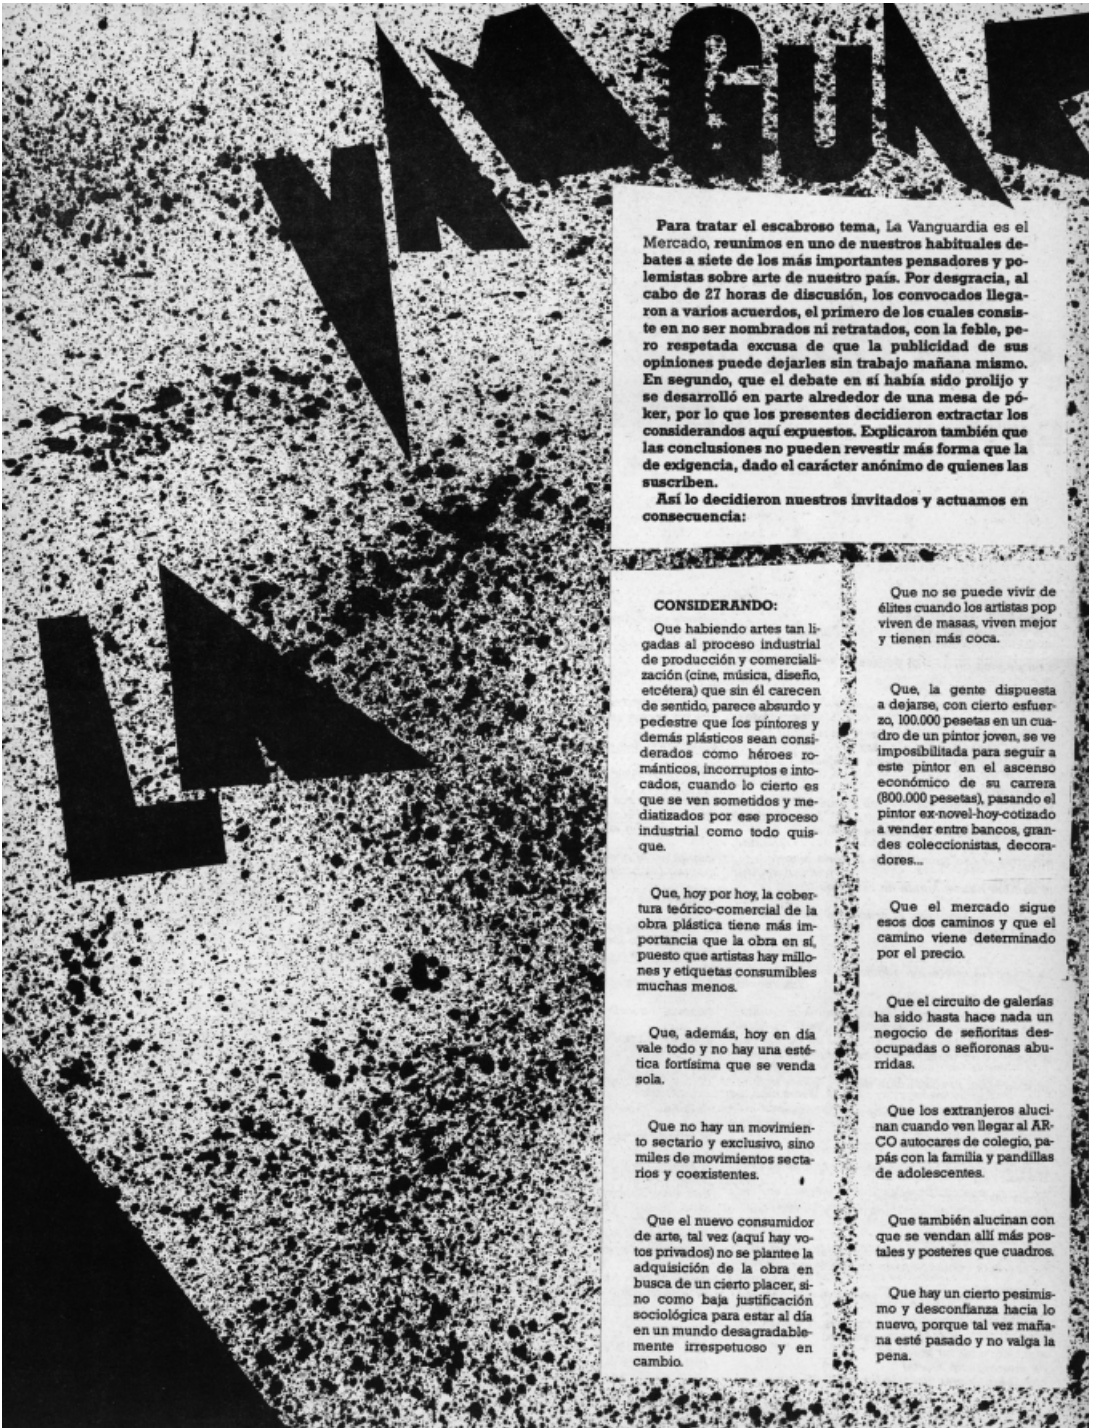 LA
VANGUAR
Para tratar el escabroso tema, La Vanguardia es el
Mercado, reunimos en uno de nuestros habituales de-
bates a siete de los más importantes pensadores y po-
lemistas sobre arte de nuestro país. Por desgracia, al
cabo de 27 horas de discusión, los convocados llega-
ron a varios acuerdos, el primero de los cuales consis-
te en no ser nombrados ni retratados, con la feble, pe-
ro respetada excusa de que la publicidad de sus
opiniones puede dejarles sin trabajo mañana mismo.
En segundo, que el debate en sí había sido prolijo y
se desarrolló en parte alrededor de una mesa de pó-
ker, por lo que los presentes decidieron extractar los
considerandos aquí expuestos. Explicaron también que
las conclusiones no pueden revestir más forma que la
de exigencia, dado el carácter anónimo de quienes las
suscriben.
Así lo decidieron nuestros invitados y actuamos en
consecuencia:
CONSIDERANDO:
Que habiendo artes tan li-
gadas al proceso industrial
de producción y comerciali-
zación (cine, música, diseño,
etcétera) que sin él carecen
de sentido, parece absurdo y
pedestre que los pintores y
demás plásticos sean consi-
derados como héroes ro-
mánticos, incorruptos e into-
cados, cuando lo cierto es
que se ven sometidos y me-
diatizados por ese proceso
industrial como todo quis-
que.
Que, hoy por hoy, la cober-
tura teórico-comercial de la
obra plástica tiene más im-
portancia que la obra en sí,
puesto que artistas hay millo-
nes y etiquetas consumibles
muchas menos.
Que, además, hoy en día
vale todo y no hay una esté-
tica fortísima que se venda
sola.
Que no hay un movimien-
to sectario y exclusivo, sino
miles de movimientos secta-
rios y coexistentes.
Que el nuevo consumidor
de arte, tal vez (aquí hay vo-
tos privados) no se plantee la
adquisición de la obra en
busca de un cierto placer, si-
no como baja justificación
sociológica para estar al día
en un mundo desagradable-
mente irrespetuoso y en
cambio.
Que no se puede vivir de
élites cuando los artistas pop
viven de masas, viven mejor
y tienen más coca.
Que, la gente dispuesta
a dejarse, con cierto esfuer-
zo, 100.000 pesetas en un cua-
dro de un pintor joven, se ve
imposibilitada para seguir a
este pintor en el ascenso
económico de su carrera
(800.000 pesetas), pasando el
pintor ex-novel-hoy-cotizado
a vender entre bancos, gran-
des coleccionistas, decora-
dores...
Que el mercado sigue
esos dos caminos y que el
camino viene determinado
por el precio.
Que el circuito de galerías
ha sido hasta hace nada un
negocio de señoritas des-
ocupadas o señoronas abu-
rridas.
Que los extranjeros aluci-
nan cuando ven llegar al AR-
CO autocares de colegio, pa-
pás con la familia y pandillas
de adolescentes.
Que también alucinan con
que se vendan allí más pos-
tales y posteres que cuadros.
Que hay un cierto pesimis-
mo y desconfianza hacia lo
nuevo, porque tal vez maña-
na esté pasado y no valga la
pena.